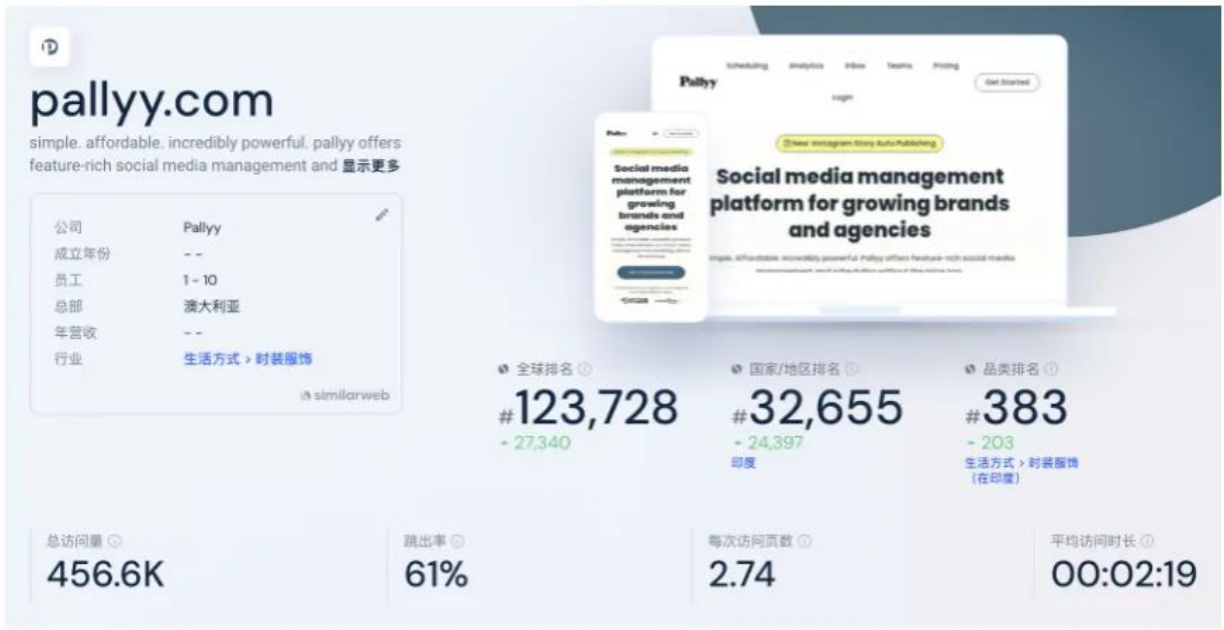 pallyy.com
simple. affordable. incredibly powerful. pallyy offers
feature-rich social media management and 显示更多
公司 Pallyy
成立年份 - -
员工 1 - 10
总部 澳大利亚
年营收 - -
行业 生活方式 > 时装服饰
similarweb
Scheduling Analytics Inbox Teams Pricing
Pallyy
Get Started
Login
New: Instagram Story Auto Publishing
Social media management
platform for growing brands
and agencies
Simple. Affordable. Incredibly powerful. Pallyy offers feature-rich social media
Social media
management
platform for
growing
brands and
agencies
全球排名 国家/地区排名 品类排名
#123,728 #32,655 #383
27,340 24,397 203
印度 生活方式 > 时装服饰
（在印度）
总访问量 跳出率 每次访问页数 平均访问时长
456.6K 61% 2.74 00:02:19